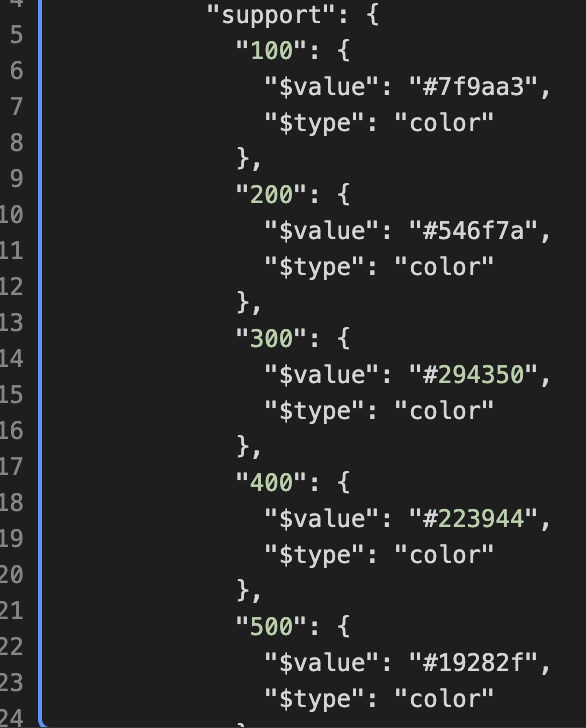 4 "support": {
5 "100": {
6 "$value": "#7f9aa3",
7 "$type": "color"
8 },
9 "200": {
10 "$value": "#546f7a",
11 "$type": "color"
12 },
13 "300": {
14 "$value": "#294350",
15 "$type": "color"
16 },
17 "400": {
18 "$value": "#223944",
19 "$type": "color"
20 },
21 "500": {
22 "$value": "#19282f",
23 "$type": "color"
24 }